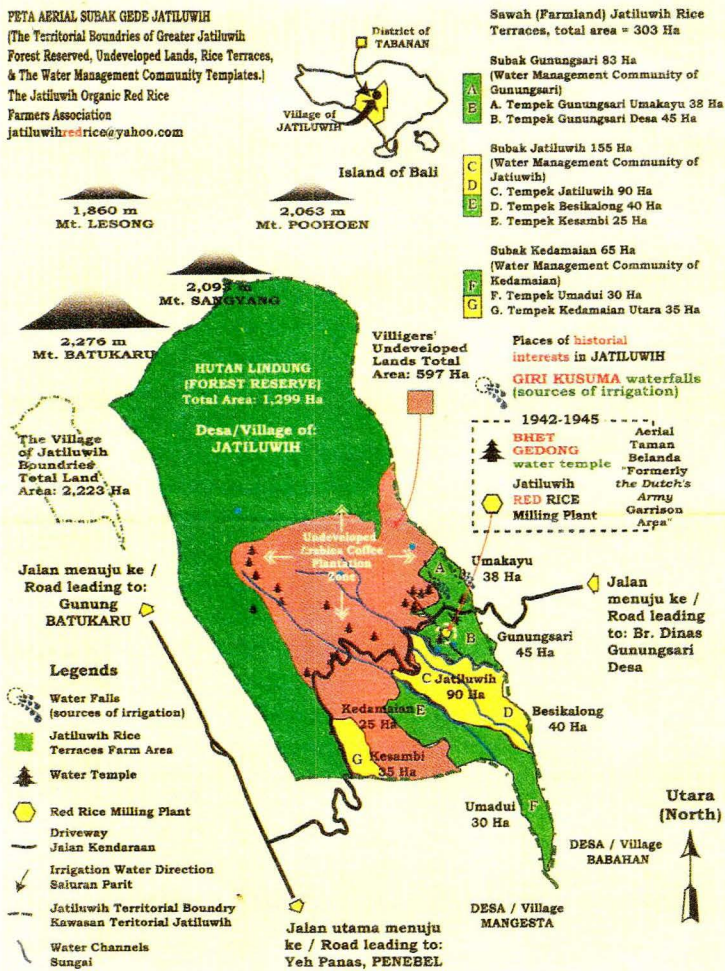 PETA AERIAL SUBAK GEDE JATILUWIH
(The Territorial Boundries of Greater Jatiluwih
Forest Reserved, Undeveloped Lands, Rice Terraces,
& The Water Management Community Templates.)
The Jatiluwih Organic Red Rice
Farmers Association
jatiluwihredrice@yahoo.com
District of
TABANAN
Village of
JATILUWIH
Island of Bali
Sawah (Farmland) Jatiluwih Rice
Terraces, total area = 303 Ha
Subak Gunungsari 83 Ha
(Water Management Community of
Gunungsari)
A. Tempek Gunungsari Umakayu 38 Ha
B. Tempek Gunungsari Desa 45 Ha
A
B
Subak Jatiluwih 155 Ha
(Water Management Community of
Jatiuwih)
C. Tempek Jatiluwih 90 Ha
D. Tempek Besikalong 40 Ha
E. Tempek Kesambi 25 Ha
C
D
E
Subak Kedamaian 65 Ha
(Water Management Community of
Kedamaian)
F. Tempek Umadui 30 Ha
G. Tempek Kedamaian Utara 35 Ha
F
G
1,860 m
Mt. LESONG
2,063 m
Mt. POOHOEN
2,093 m
Mt. SANGYANG
2,276 m
Mt. BATUKARU
HUTAN LINDUNG
(FOREST RESERVE)
Total Area: 1,299 Ha
Desa/Village of:
JATILUWIH
Villigers'
Undeveloped
Lands Total
Area: 597 Ha
Places of historial
interests in JATILUWIH
GIRI KUSUMA waterfalls
(sources of irrigation)
1942-1945
BHET
GEDONG
water temple
Jatiluwih
RED RICE
Milling Plant
Aerial
Taman
Belanda
"Formerly
the Dutch's
Army
Garrison
Area"
The Village
of Jatiluwih
Boundries
Total Land
Area: 2,223 Ha
Undeveloped
Erabica Coffee
Plantation
Zone
Jalan menuju ke /
Road leading to:
Gunung
BATUKARU
A
Umakayu
38 Ha
B
Gunungsari
45 Ha
Jalan
menuju ke /
Road leading
to: Br. Dinas
Gunungsari
Desa
C Jatiluwih
90 Ha
D
Besikalong
40 Ha
Kedamaian
25 Ha
E
G
Kesambi
35 Ha
Umadui
30 Ha
F
Utara
(North)
DESA / Village
BABAHAN
DESA / Village
MANGESTA
Jalan utama menuju
ke / Road leading to:
Yeh Panas, PENEBEL
Legends
Water Falls
(sources of irrigation)
Jatiluwih Rice
Terraces Farm Area
Water Temple
Red Rice Milling Plant
Driveway
Jalan Kendaraan
Irrigation Water Direction
Saluran Parit
Jatiluwih Territorial Boundry
Kawasan Teritorial Jatiluwih
Water Channels
Sungai